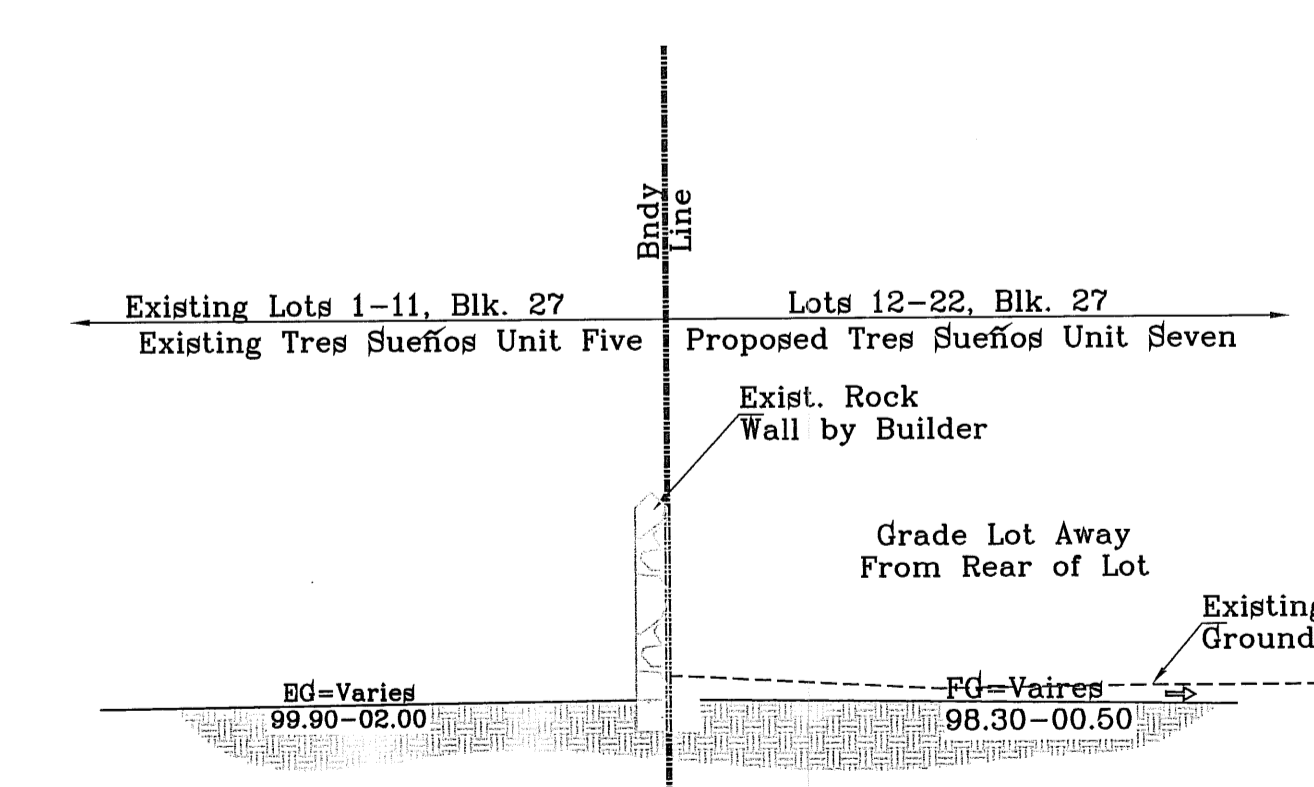 Bndy
Line
Existing Lots 1-11, Blk. 27
Lots 12-22, Blk. 27
Existing Tres Sueños Unit Five
Proposed Tres Sueños Unit Seven
Exist. Rock
Wall by Builder
Grade Lot Away
From Rear of Lot
Existing
Ground
EG=Varies
99.90-02.00
FG=Vaires
98.30-00.50